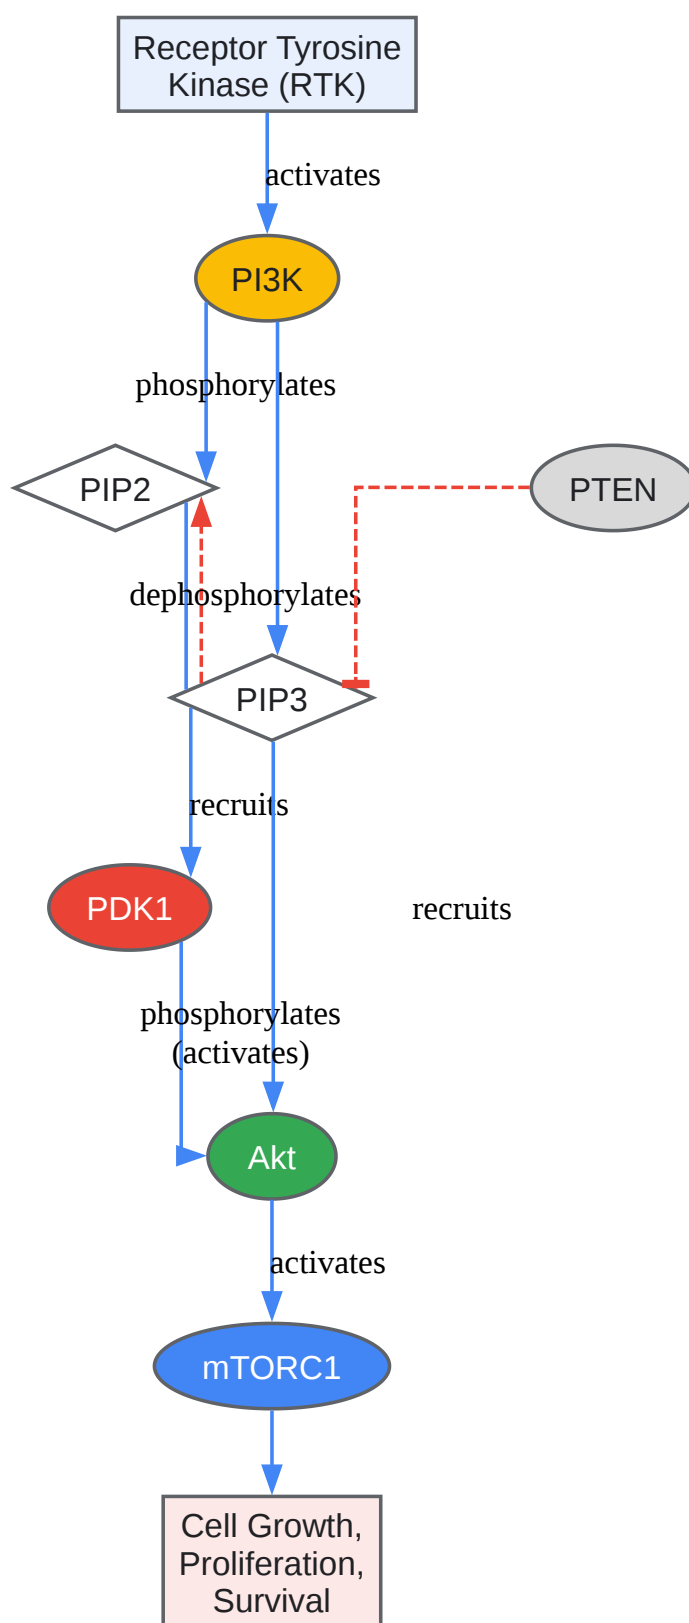 Receptor Tyrosine
Kinase (RTK)
activates
PI3K
phosphorylates
PIP2
PTEN
dephosphorylates
PIP3
recruits
PDK1
recruits
phosphorylates
(activates)
Akt
activates
mTORC1
Cell Growth,
Proliferation,
Survival